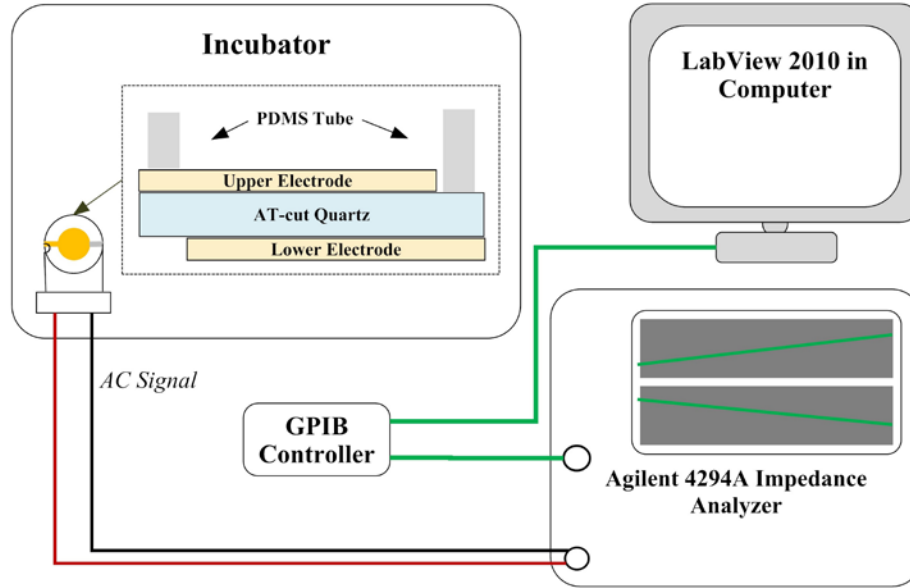 Incubator
PDMS Tube
Upper Electrode
AT-cut Quartz
Lower Electrode
LabView 2010 in
Computer
AC Signal
GPIB
Controller
Agilent 4294A Impedance
Analyzer